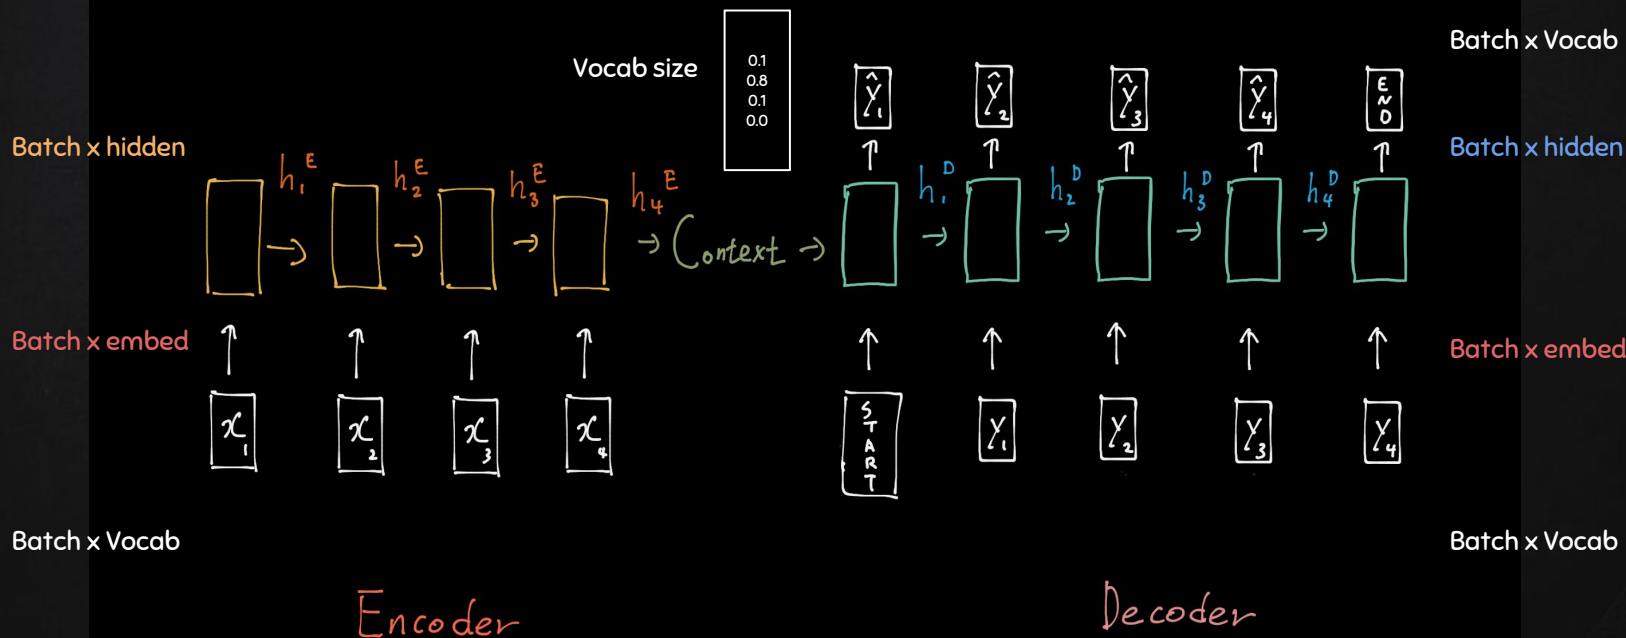 Batch x Vocab
Vocab size
0.1
0.8
0.1
0.0
Ŷ1
Ŷ2
Ŷ3
Ŷ4
END
Batch x hidden
Batch x hidden
h1^E
h2^E
h3^E
h4^E
h1^D
h2^D
h3^D
h4^D
Context
Batch x embed
Batch x embed
x1
x2
x3
x4
START
Y1
Y2
Y3
Y4
Batch x Vocab
Batch x Vocab
Encoder
Decoder